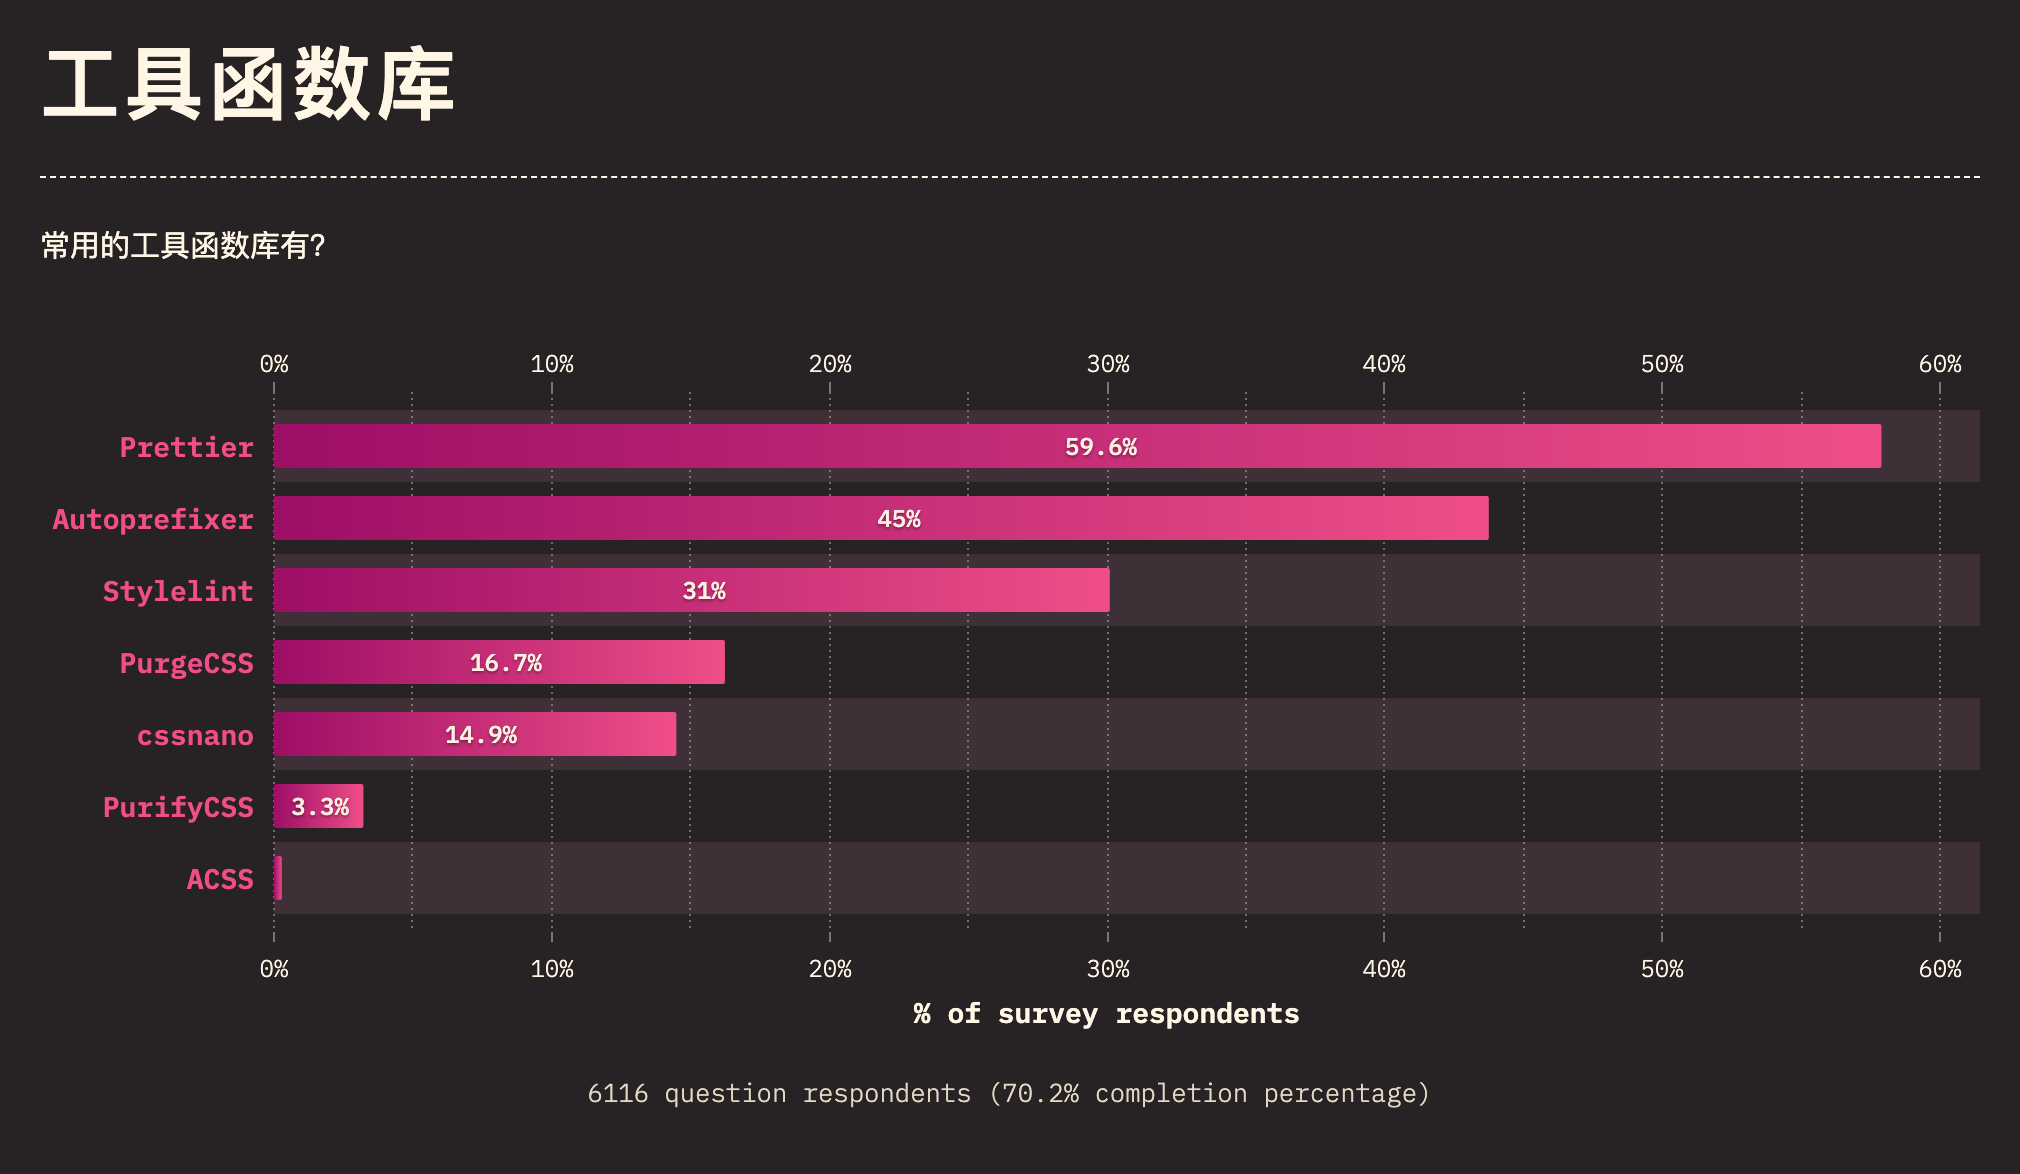 工具函数库
常用的工具函数库有?
0% 10% 20% 30% 40% 50% 60%
Prettier 59.6%
Autoprefixer 45%
Stylelint 31%
PurgeCSS 16.7%
cssnano 14.9%
PurifyCSS 3.3%
ACSS
0% 10% 20% 30% 40% 50% 60%
% of survey respondents
6116 question respondents (70.2% completion percentage)